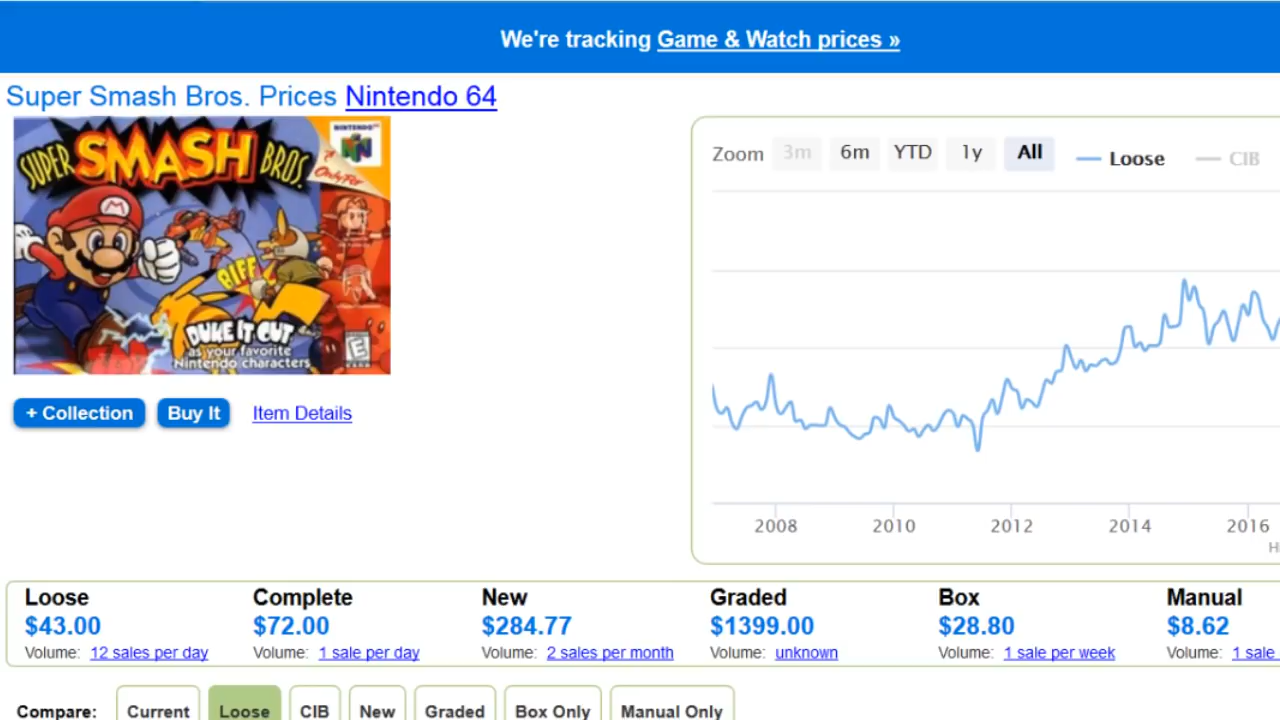 We're tracking Game & Watch prices »
Super Smash Bros. Prices Nintendo 64
SUPER SMASH BROS.
NINTENDO 64
Only For
BIFF
DUKE IT OUT
as your favorite
Nintendo characters
E
+ Collection Buy It Item Details
Zoom 3m 6m YTD 1y All Loose CIB
2008 2010 2012 2014 2016
Loose Complete New Graded Box Manual
$43.00 $72.00 $284.77 $1399.00 $28.80 $8.62
Volume: 12 sales per day Volume: 1 sale per day Volume: 2 sales per month Volume: unknown Volume: 1 sale per week Volume: 1 sale
Compare: Current Loose CIB New Graded Box Only Manual Only